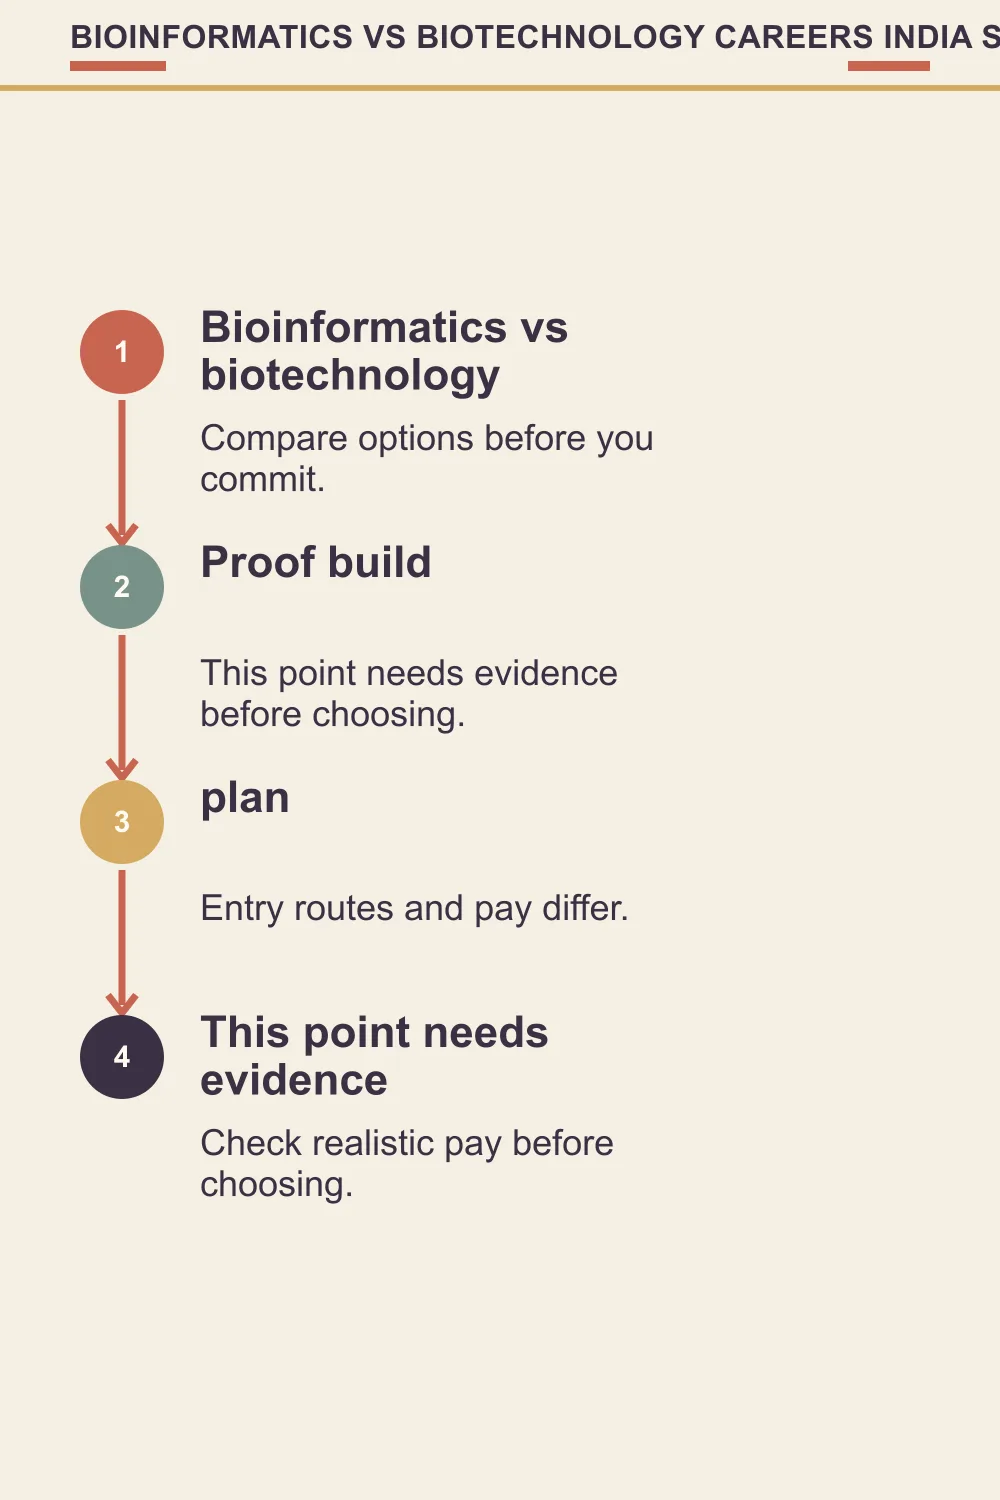 BIOINFORMATICS VS BIOTECHNOLOGY CAREERS INDIA S
1
Bioinformatics vs
biotechnology
Compare options before you
commit.
2
Proof build
This point needs evidence
before choosing.
3
plan
Entry routes and pay differ.
4
This point needs
evidence
Check realistic pay before
choosing.